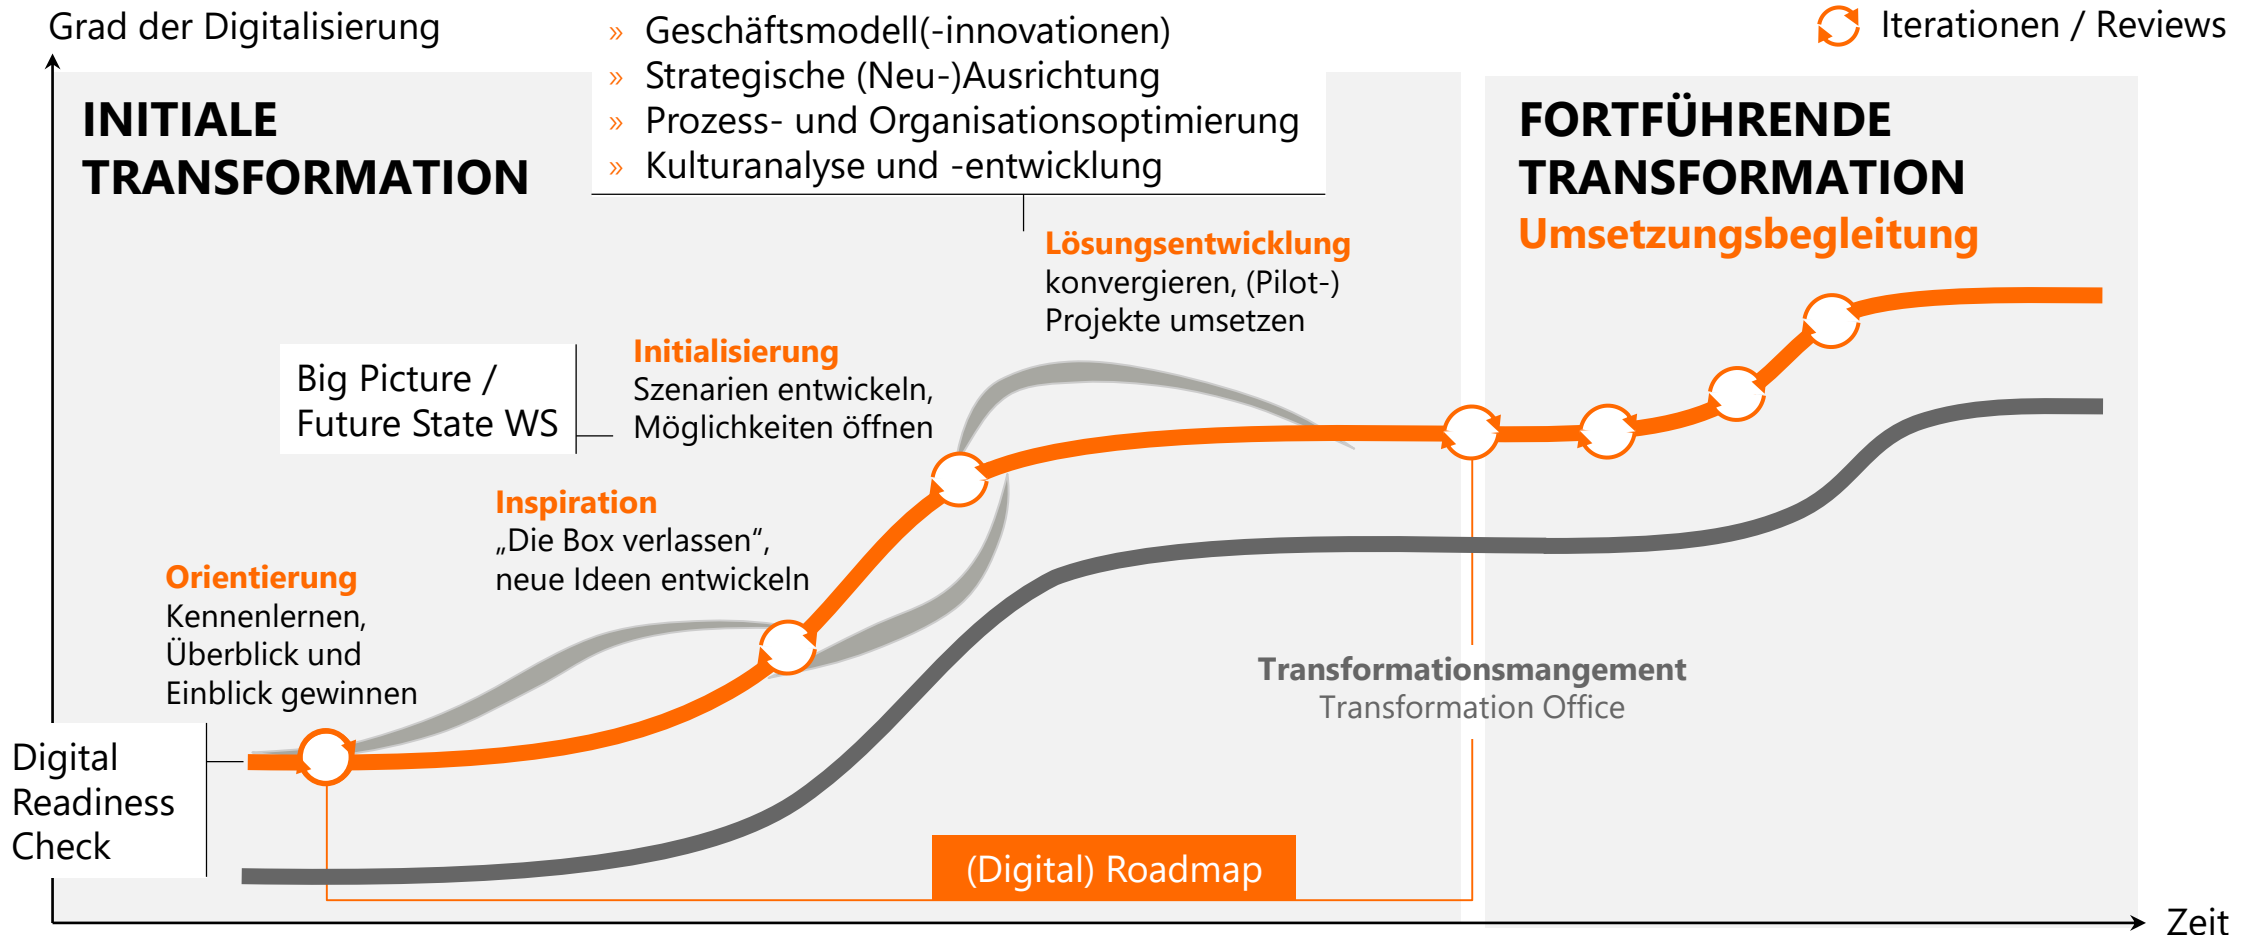 Grad der Digitalisierung
» Geschäftsmodell(-innovationen)
» Strategische (Neu-)Ausrichtung
» Prozess- und Organisationsoptimierung
» Kulturanalyse und -entwicklung
Iterationen / Reviews
INITIALE
TRANSFORMATION
FORTFÜHRENDE
TRANSFORMATION
Umsetzungsbegleitung
Lösungsentwicklung
konvergieren, (Pilot-)
Projekte umsetzen
Initialisierung
Szenarien entwickeln,
Möglichkeiten öffnen
Big Picture /
Future State WS
Inspiration
„Die Box verlassen“,
neue Ideen entwickeln
Orientierung
Kennenlernen,
Überblick und
Einblick gewinnen
Digital
Readiness
Check
Transformationsmangement
Transformation Office
(Digital) Roadmap
Zeit